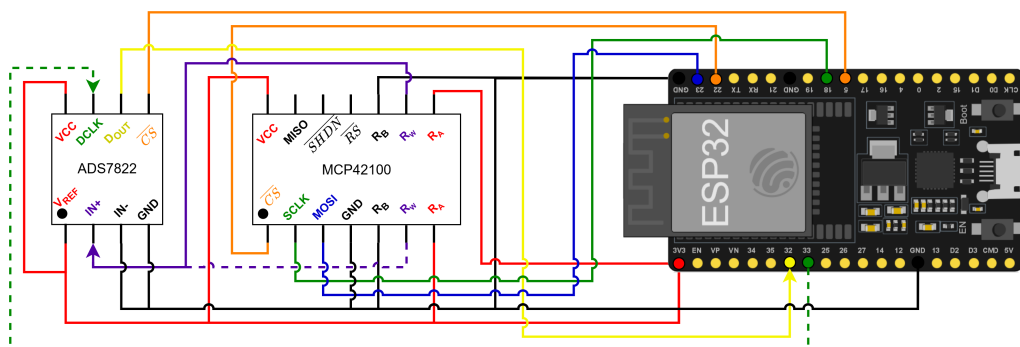 VCC DCLK DOUT CS
ADS7822
VREF IN+ IN- GND
VCC MISO SHDN RS RB RW RA
MCP42100
CS SCLK MOSI GND RB RW RA
GND 23 22 TX RX 21 GND 19 18 5 17 16 4 0 2 15 D1 D0 CLK
Boot
ESP32
EN
3V3 EN VP VN 34 35 32 33 25 26 27 14 12 GND 13 D2 D3 CMD 5V